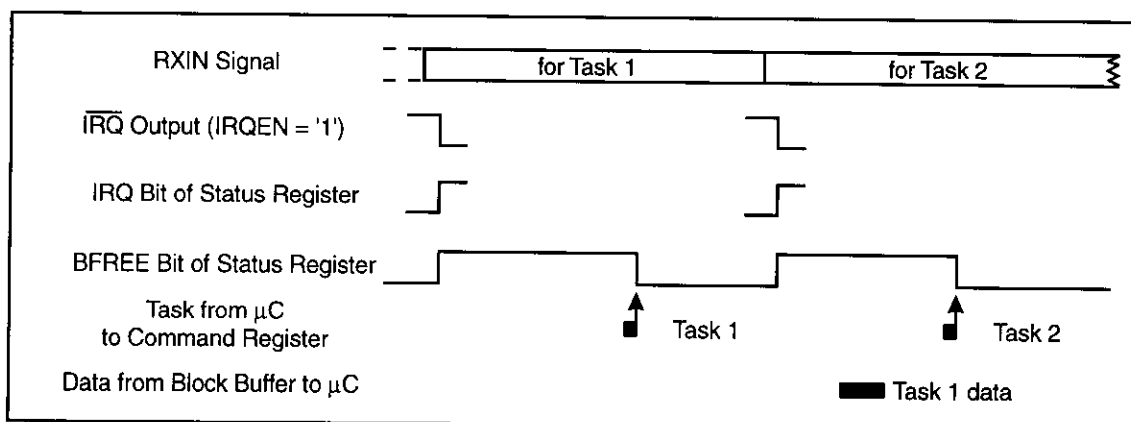 RXIN Signal
for Task 1
for Task 2
IRQ Output (IRQEN = '1')
IRQ Bit of Status Register
BFREE Bit of Status Register
Task from μC
to Command Register
Task 1
Task 2
Data from Block Buffer to μC
Task 1 data